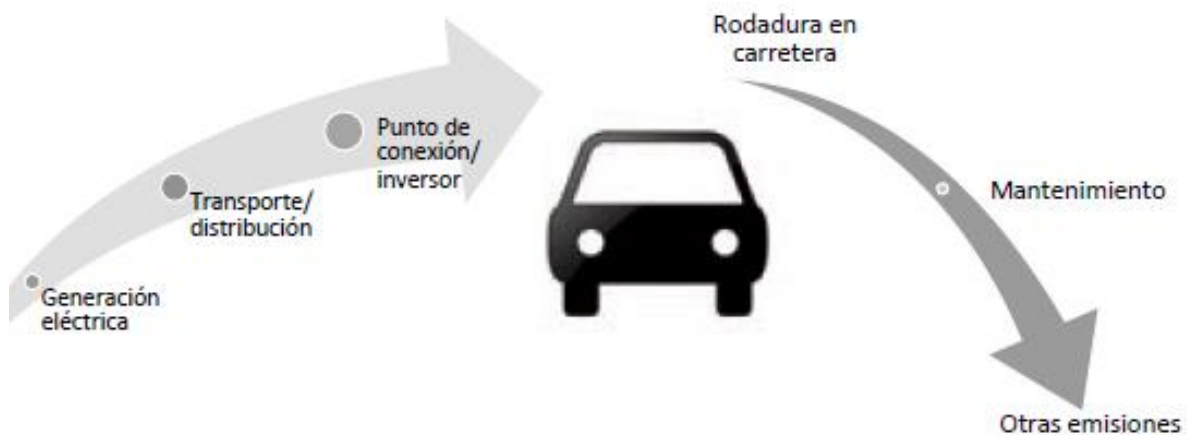 Generación
eléctrica
Transporte/
distribución
Punto de
conexión/
inversor
Rodadura en
carretera
Mantenimiento
Otras emisiones